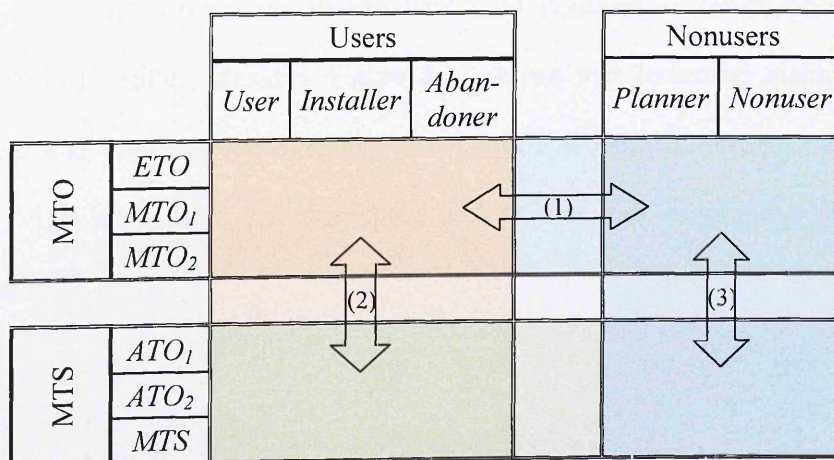 Users Nonusers
User Installer Aban-
doner Planner Nonuser
MTO
ETO
MTO₁ (1)
MTO₂
(2) (3)
MTS
ATO₁
ATO₂
MTS